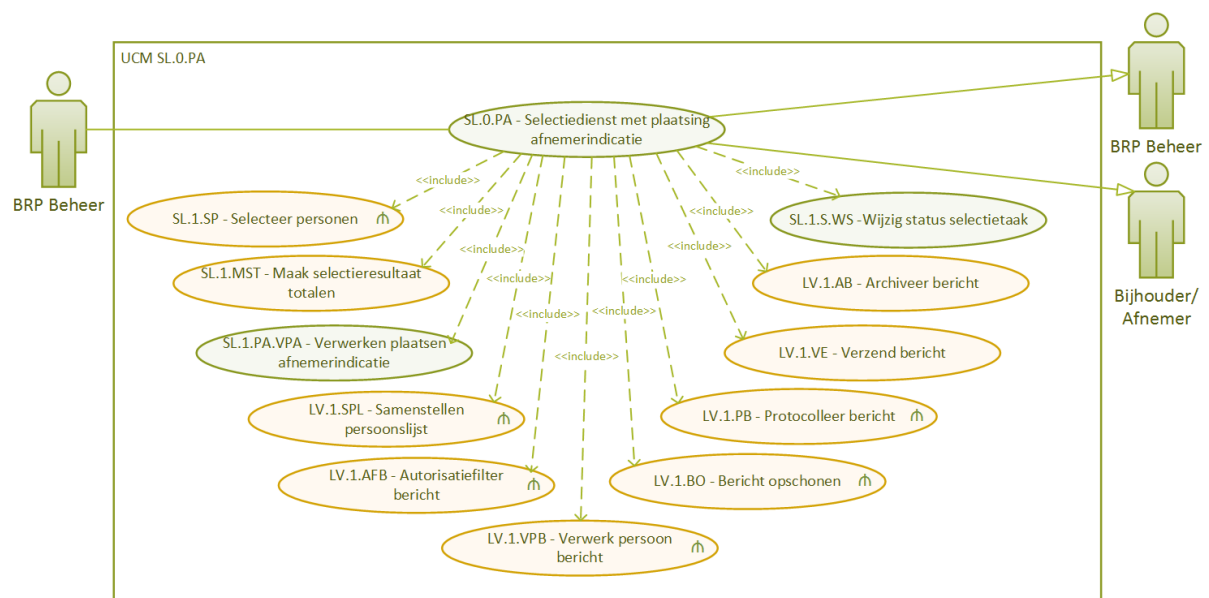 UCM SL.0.PA
BRP Beheer
SL.0.PA - Selectiedienst met plaatsing
afnemerindicatie
BRP Beheer
Bijhouder/
Afnemer
<<include>>
<<include>>
<<include>>
<<include>>
<<include>>
<<include>>
<<include>>
<<include>>
<<include>>
<<include>>
SL.1.SP - Selecteer personen
SL.1.S.WS -Wijzig status selectietaak
SL.1.MST - Maak selectieresultaat
totalen
LV.1.AB - Archiveer bericht
SL.1.PA.VPA - Verwerken plaatsen
afnemerindicatie
LV.1.VE - Verzend bericht
LV.1.SPL - Samenstellen
persoonslijst
LV.1.PB - Protocolleer bericht
LV.1.AFB - Autorisatiefilter
bericht
LV.1.BO - Bericht opschonen
LV.1.VPB - Verwerk persoon
bericht